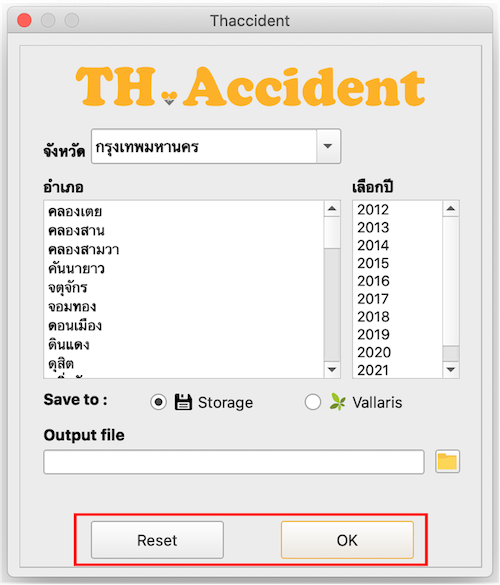 Thaccident
TH Accident
จังหวัด กรุงเทพมหานคร
อำเภอ
คลองเตย
คลองสาน
คลองสามวา
คันนายาว
จตุจักร
จอมทอง
ดอนเมือง
ดินแดง
ดุสิต
เลือกปี
2012
2013
2014
2015
2016
2017
2018
2019
2020
2021
Save to : Storage Vallaris
Output file
Reset OK